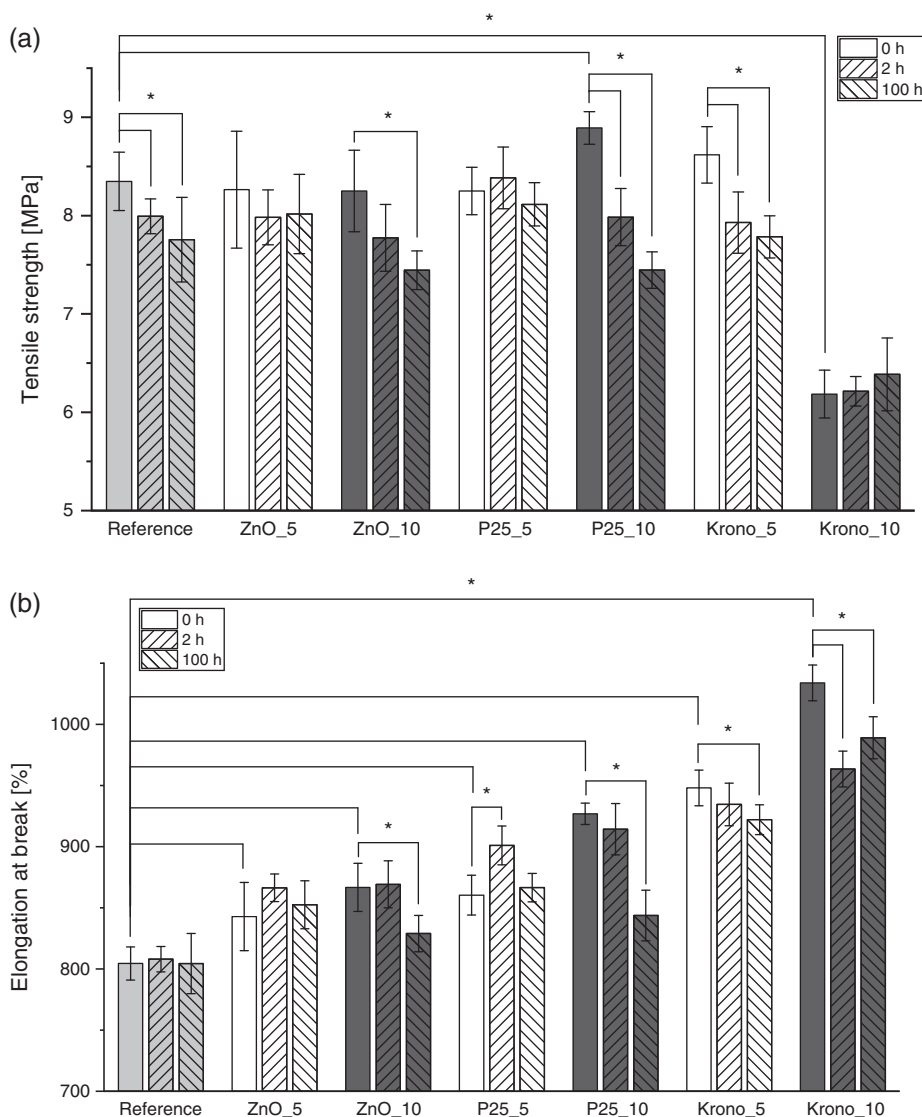 (a)
*
0 h
2 h
100 h
* * * *
Tensile strength [MPa]
9
8
7
6
5
Reference ZnO_5 ZnO_10 P25_5 P25_10 Krono_5 Krono_10
(b)
*
0 h
2 h
100 h
* * * * *
Elongation at break [%]
1000
900
800
700
Reference ZnO_5 ZnO_10 P25_5 P25_10 Krono_5 Krono_10